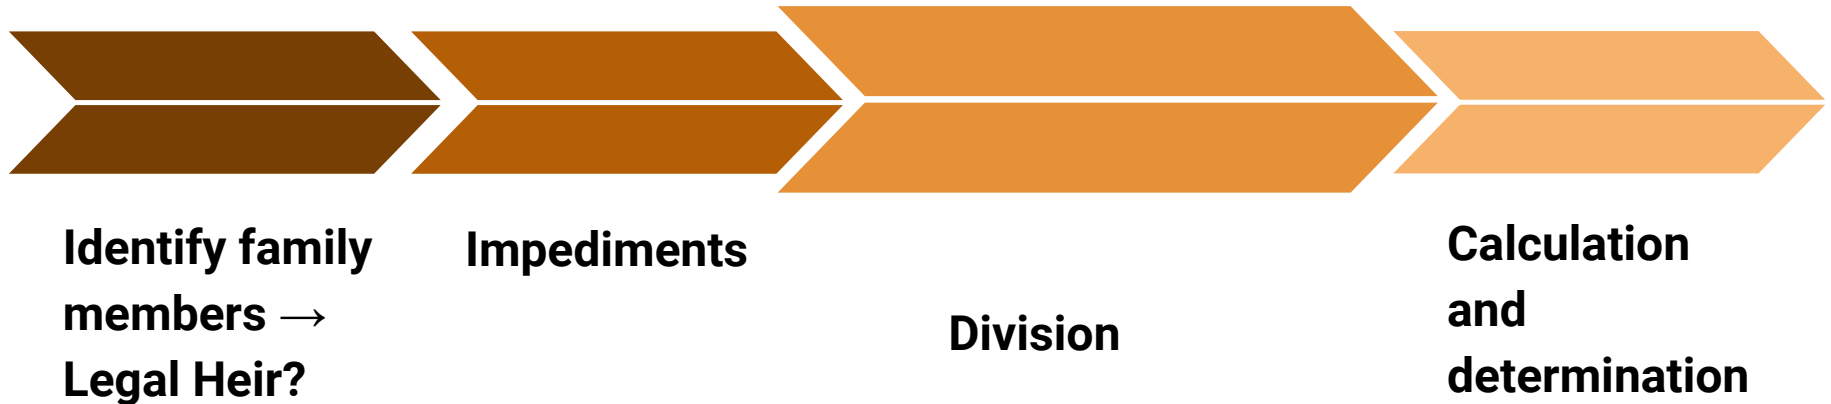 Identify family
members →
Legal Heir?
Impediments
Division
Calculation
and
determination